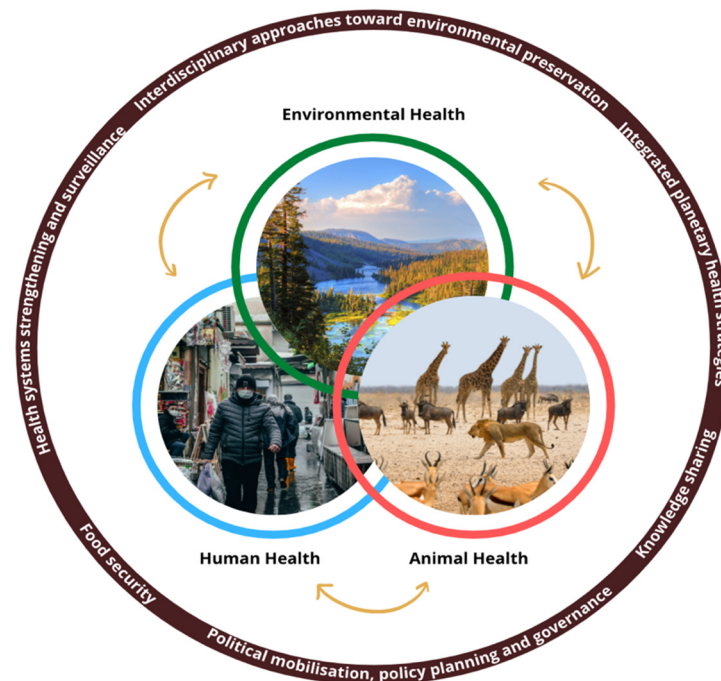 Interdisciplinary approaches toward environmental preservation
Integrated planetary health strategies
Knowledge sharing
Political mobilisation, policy planning and governance
Food security
Health systems strengthening and surveillance
Environmental Health
Human Health
Animal Health